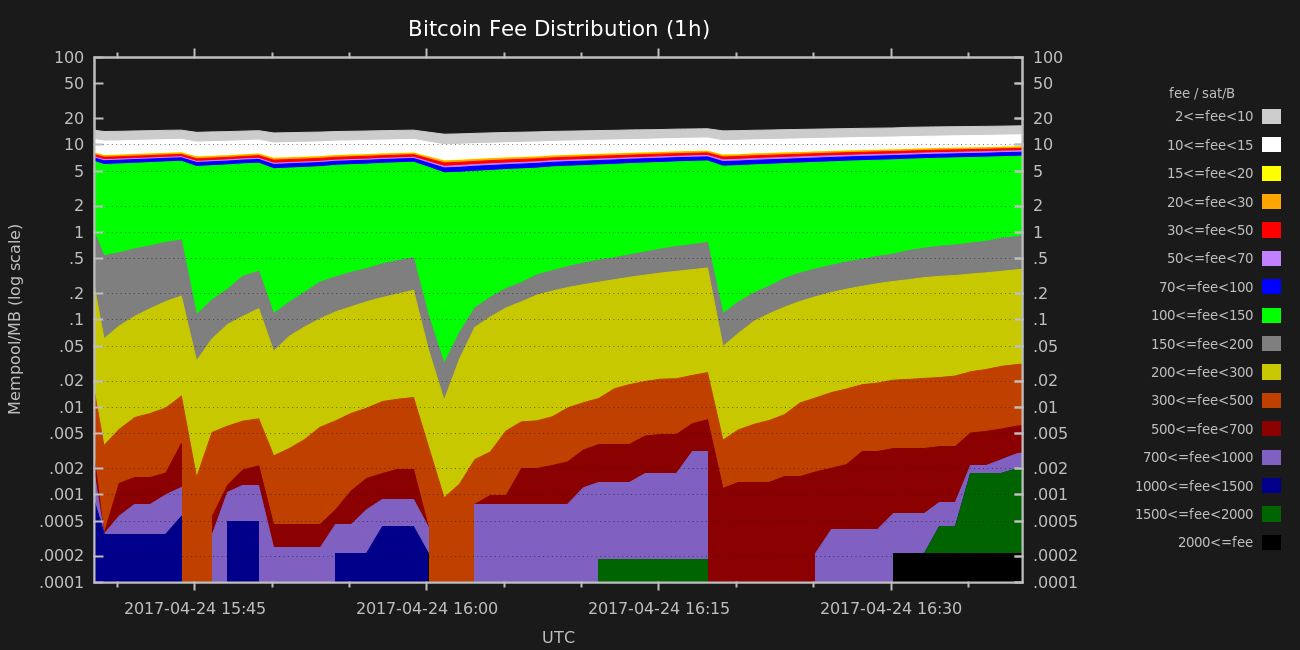 Bitcoin Fee Distribution (1h)
100 100
50 50
20 20
10 10
5 5
2 2
1 1
.5 .5
.2 .2
.1 .1
.05 .05
.02 .02
.01 .01
.005 .005
.002 .002
.001 .001
.0005 .0005
.0002 .0002
.0001 .0001
Mempool/MB (log scale)
2017-04-24 15:45 2017-04-24 16:00 2017-04-24 16:15 2017-04-24 16:30
UTC
fee / sat/B
2<=fee<10
10<=fee<15
15<=fee<20
20<=fee<30
30<=fee<50
50<=fee<70
70<=fee<100
100<=fee<150
150<=fee<200
200<=fee<300
300<=fee<500
500<=fee<700
700<=fee<1000
1000<=fee<1500
1500<=fee<2000
2000<=fee